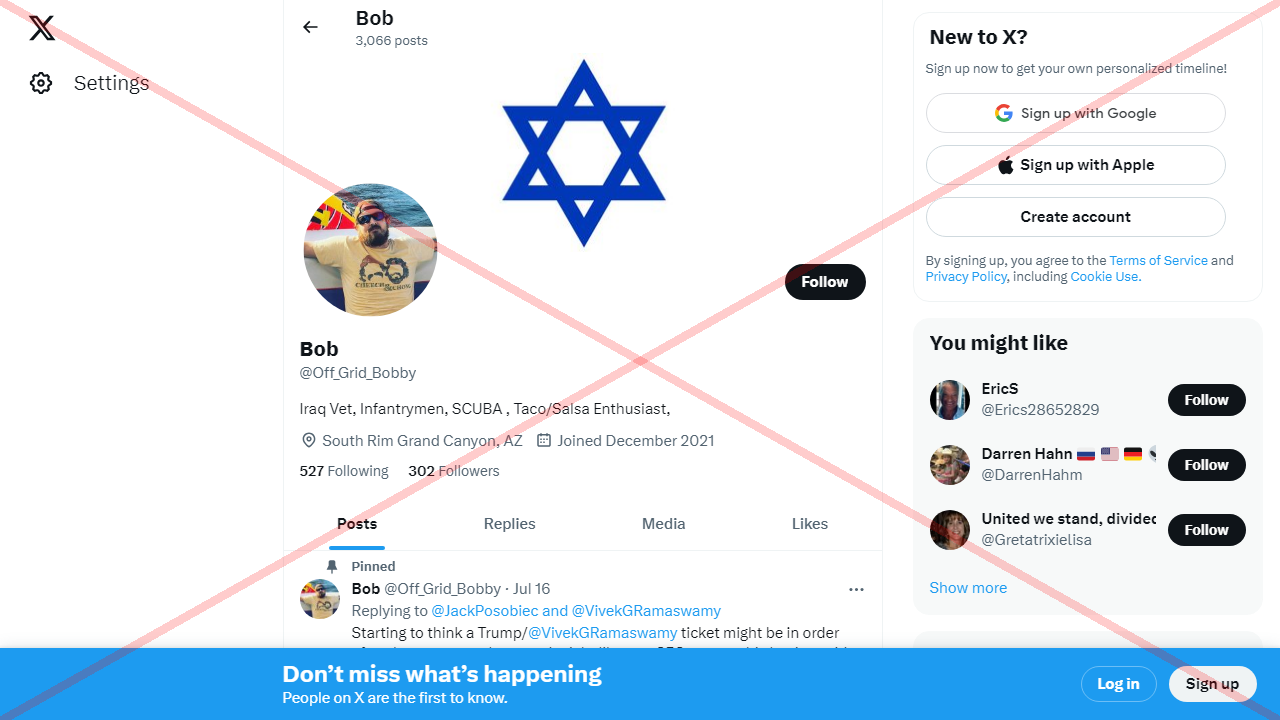 Settings
Bob
3,066 posts
Follow
Bob
@Off_Grid_Bobby
Iraq Vet, Infantrymen, SCUBA , Taco/Salsa Enthusiast,
South Rim Grand Canyon, AZ Joined December 2021
527 Following 302 Followers
Posts Replies Media Likes
Pinned
Bob @Off_Grid_Bobby · Jul 16
Replying to @JackPosobiec and @VivekGRamaswamy
Starting to think a Trump/@VivekGRamaswamy ticket might be in order
New to X?
Sign up now to get your own personalized timeline!
Sign up with Google
Sign up with Apple
Create account
By signing up, you agree to the Terms of Service and
Privacy Policy, including Cookie Use.
You might like
EricS
@Erics28652829
Follow
Darren Hahn
@DarrenHahm
Follow
United we stand, divided
@Gretatrixielisa
Follow
Show more
Don’t miss what’s happening
People on X are the first to know.
Log in
Sign up